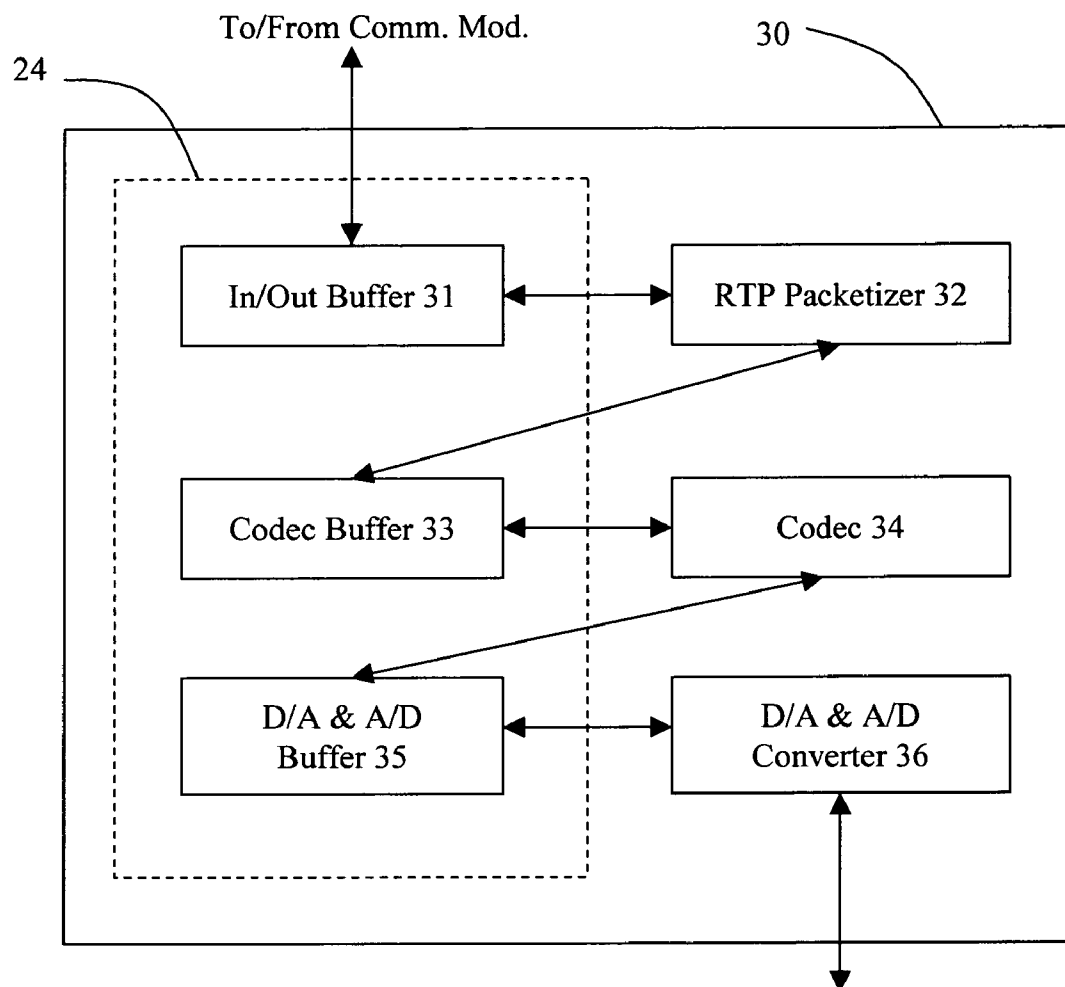 To/From Comm. Mod.
30
24
In/Out Buffer 31
RTP Packetizer 32
Codec Buffer 33
Codec 34
D/A & A/D
Buffer 35
D/A & A/D
Converter 36